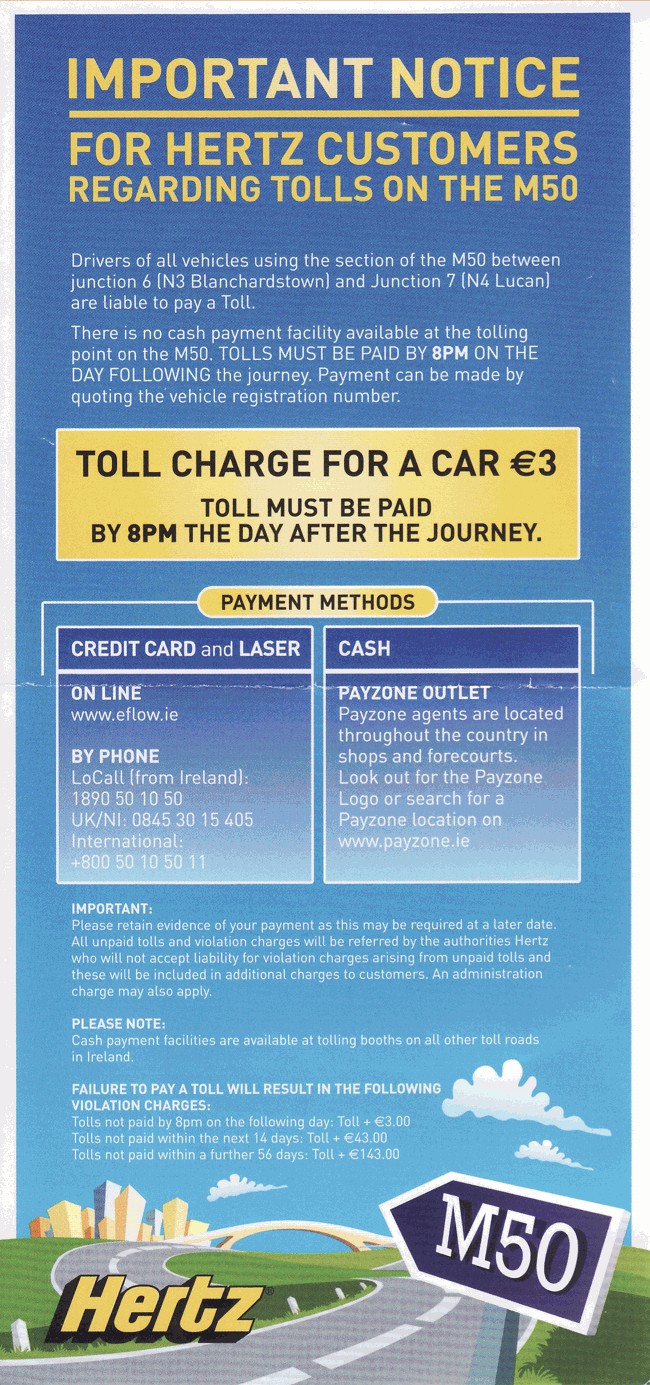 IMPORTANT NOTICE
FOR HERTZ CUSTOMERS
REGARDING TOLLS ON THE M50
Drivers of all vehicles using the section of the M50 between
junction 6 (N3 Blanchardstown) and Junction 7 (N4 Lucan)
are liable to pay a Toll.
There is no cash payment facility available at the tolling
point on the M50. TOLLS MUST BE PAID BY 8PM ON THE
DAY FOLLOWING the journey. Payment can be made by
quoting the vehicle registration number.
TOLL CHARGE FOR A CAR €3
TOLL MUST BE PAID
BY 8PM THE DAY AFTER THE JOURNEY.
PAYMENT METHODS
CREDIT CARD and LASER
ON LINE
www.eflow.ie
BY PHONE
LoCall (from Ireland):
1890 50 10 50
UK/NI: 0845 30 15 405
International:
+800 50 10 50 11
CASH
PAYZONE OUTLET
Payzone agents are located
throughout the country in
shops and forecourts.
Look out for the Payzone
Logo or search for a
Payzone location on
www.payzone.ie
IMPORTANT:
Please retain evidence of your payment as this may be required at a later date.
All unpaid tolls and violation charges will be referred by the authorities Hertz
who will not accept liability for violation charges arising from unpaid tolls and
these will be included in additional charges to customers. An administration
charge may also apply.
PLEASE NOTE:
Cash payment facilities are available at tolling booths on all other toll roads
in Ireland.
FAILURE TO PAY A TOLL WILL RESULT IN THE FOLLOWING
VIOLATION CHARGES:
Tolls not paid by 8pm on the following day: Toll + €3.00
Tolls not paid within the next 14 days: Toll + €43.00
Tolls not paid within a further 56 days: Toll + €143.00
M50
Hertz®